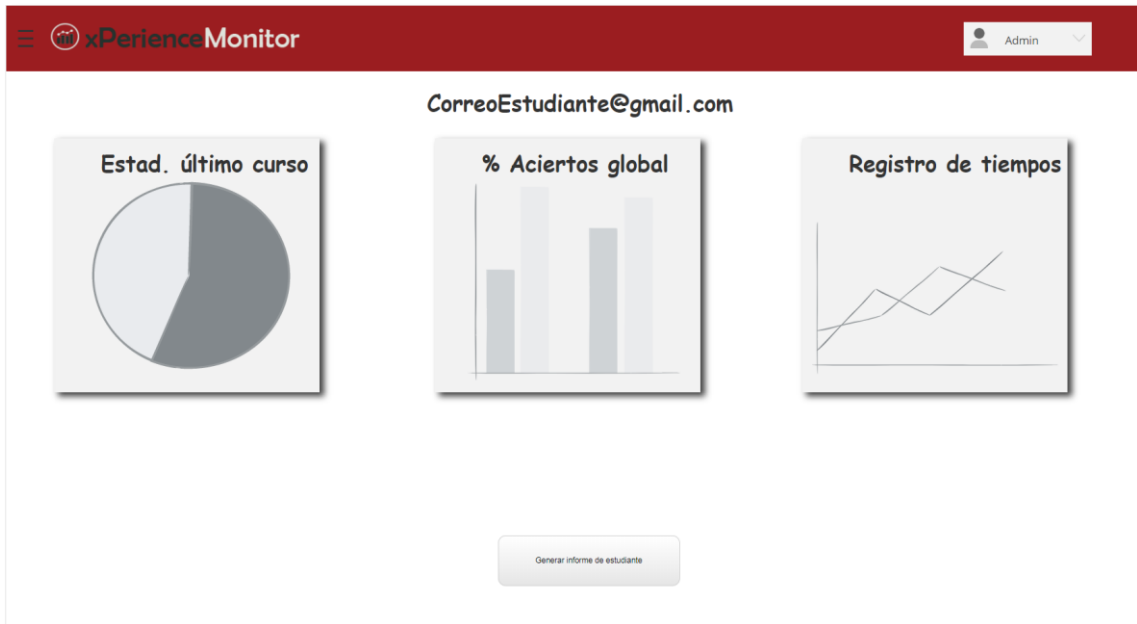 xPerienceMonitor
Admin
CorreoEstudiante@gmail.com
Estad. último curso
% Aciertos global
Registro de tiempos
Generar informe de estudiante